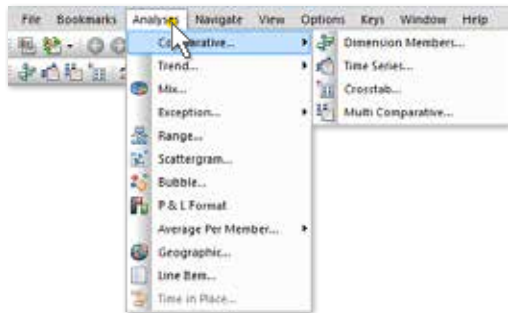 File Bookmarks Analyses Navigate View Options Keys Window Help
Comparative...
Trend...
Mix...
Exception...
Range...
Scattergram...
Bubble...
P & L Format
Average Per Member...
Geographic...
Line Item...
Time in Place...
Dimension Members...
Time Series...
Crosstab...
Multi Comparative...